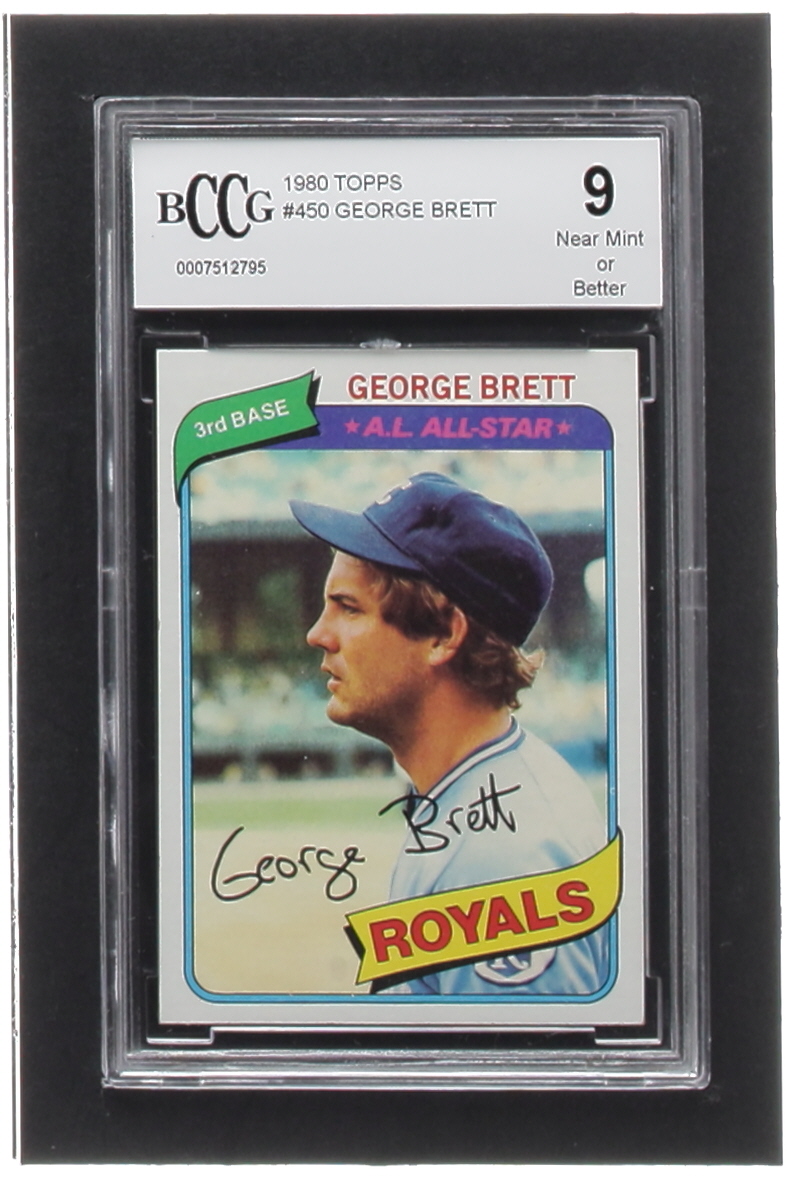 BCCG
1980 TOPPS
#450 GEORGE BRETT
0007512795
9
Near Mint
or
Better
3rd BASE
GEORGE BRETT
★A.L. ALL-STAR★
George Brett
ROYALS